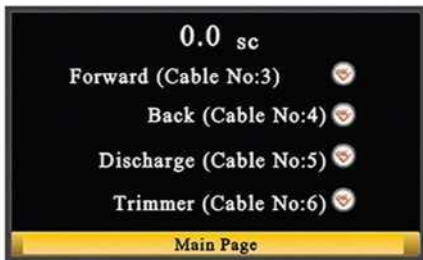 0.0 sc
Forward (Cable No:3)
Back (Cable No:4)
Discharge (Cable No:5)
Trimmer (Cable No:6)
Main Page